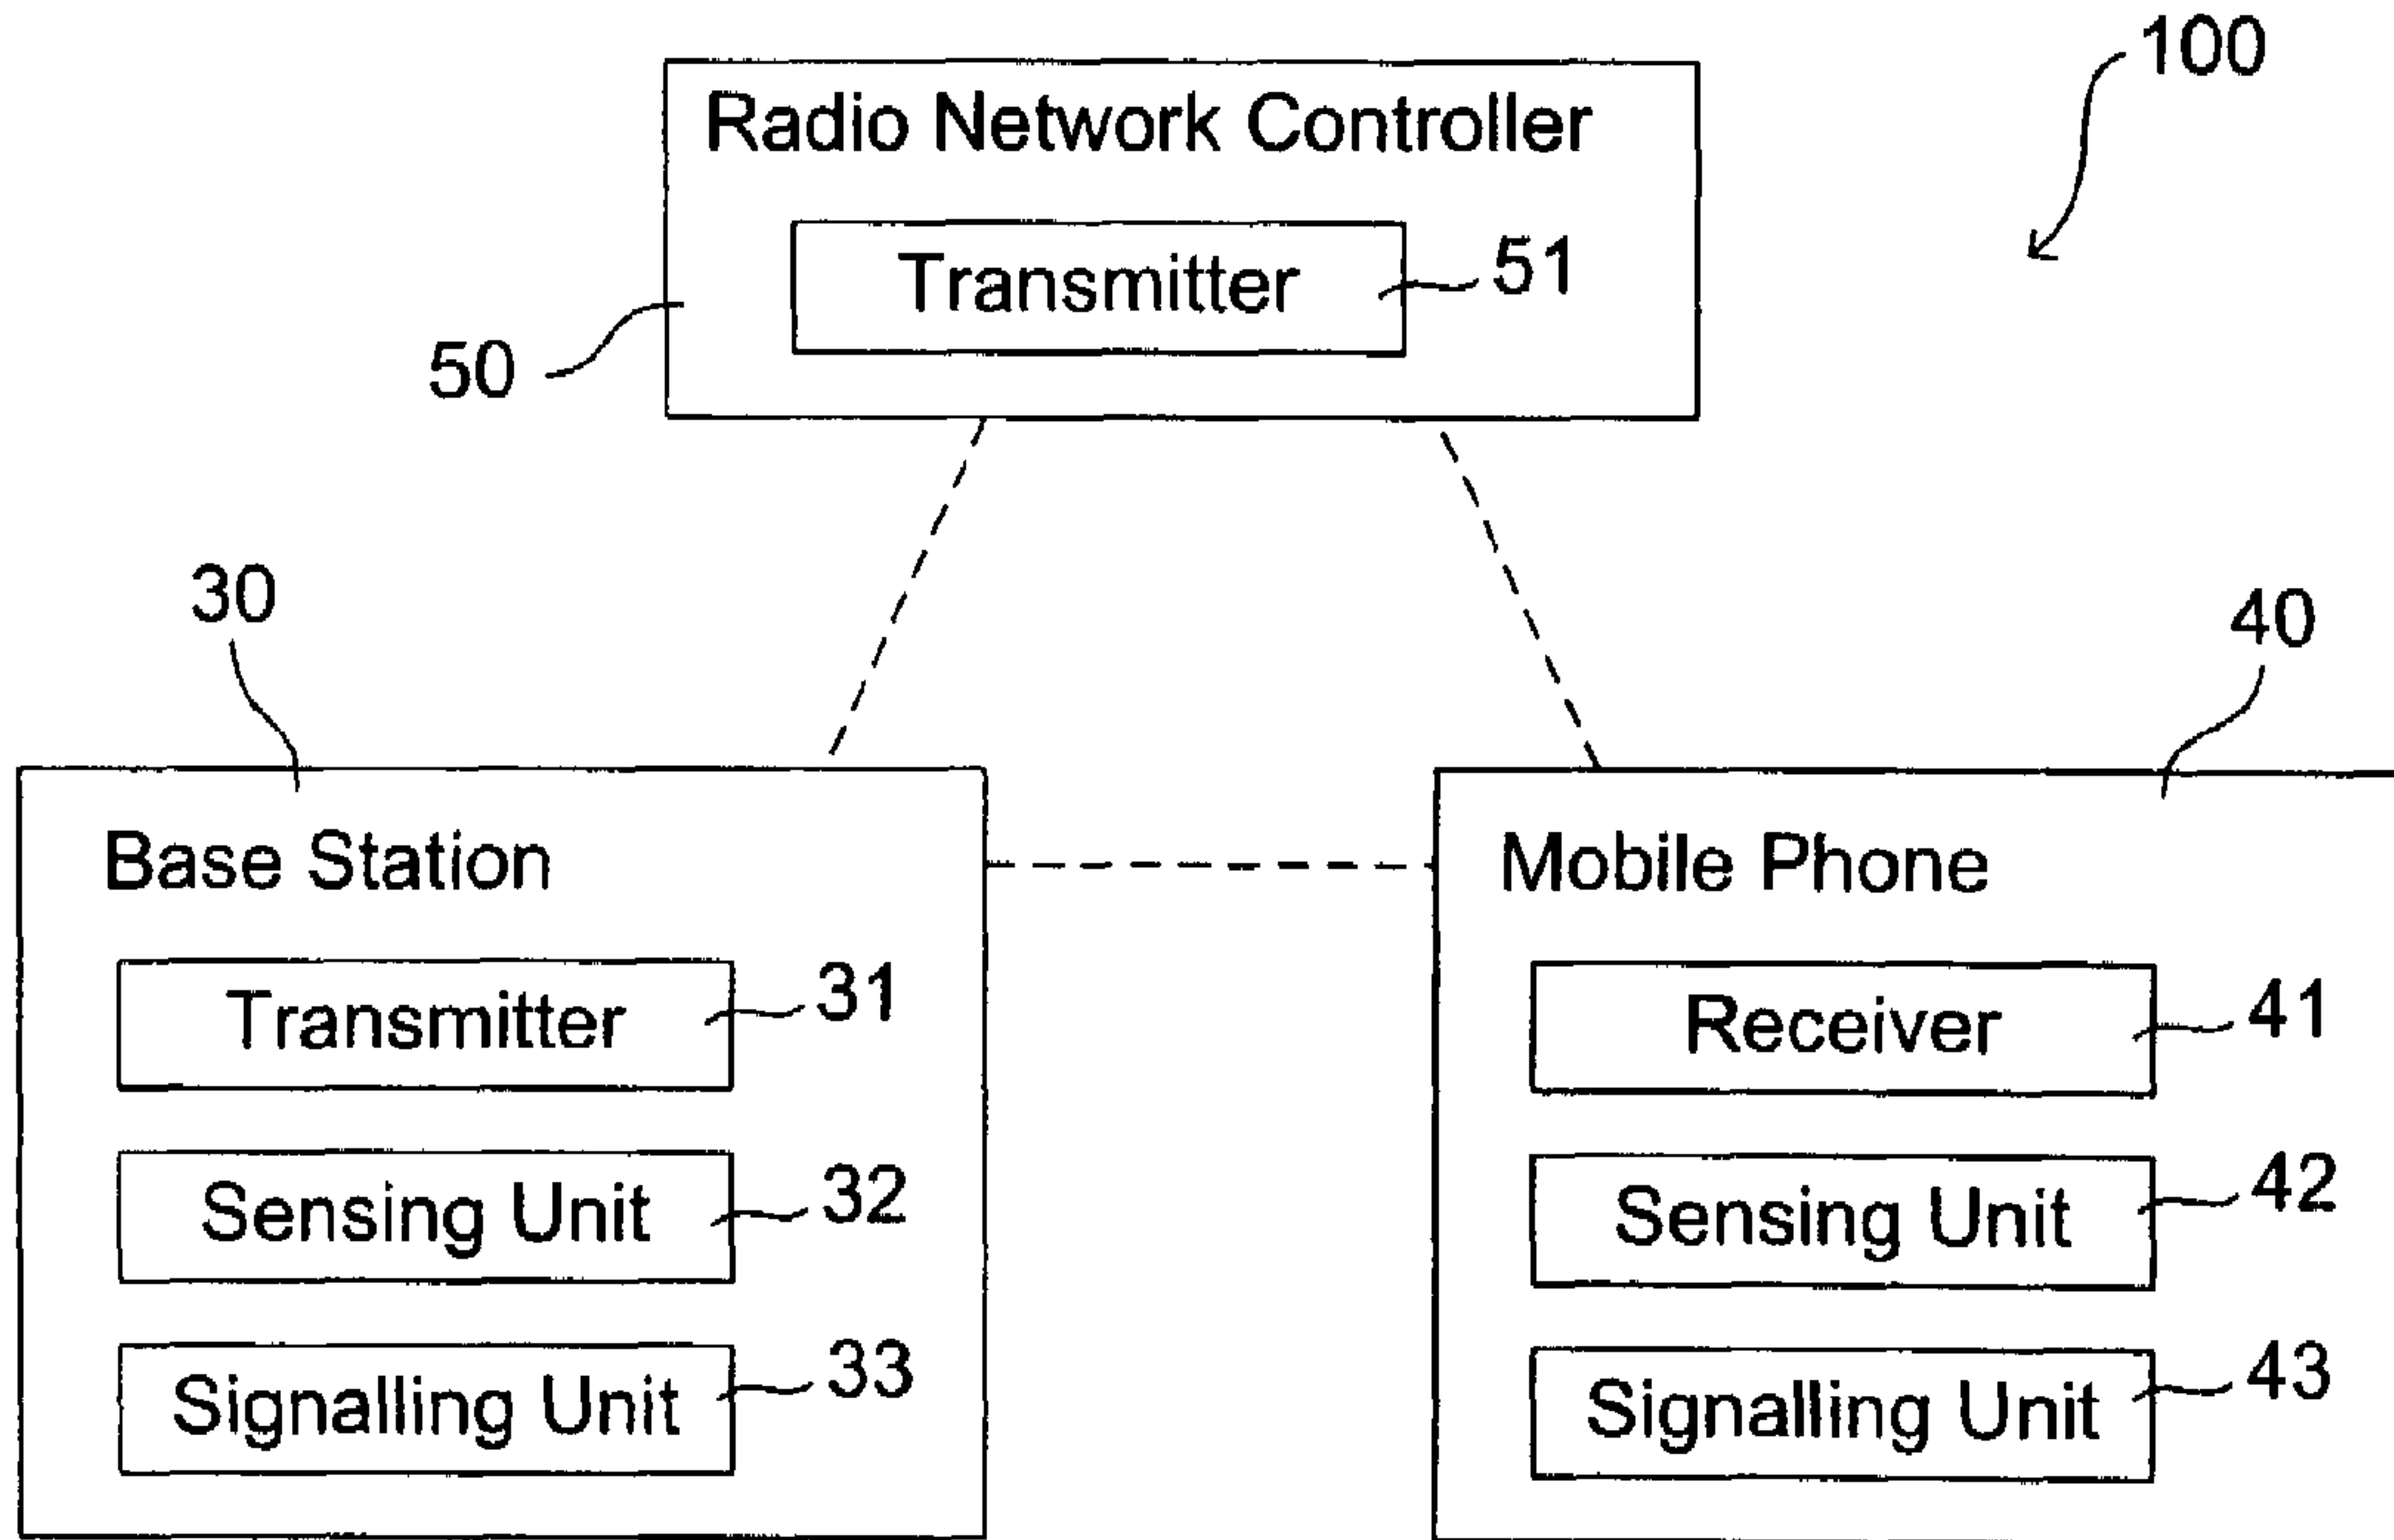 100
Radio Network Controller
Transmitter
51
50
30
40
Base Station
Mobile Phone
Transmitter
31
Receiver
41
Sensing Unit
32
Sensing Unit
42
Signalling Unit
33
Signalling Unit
43